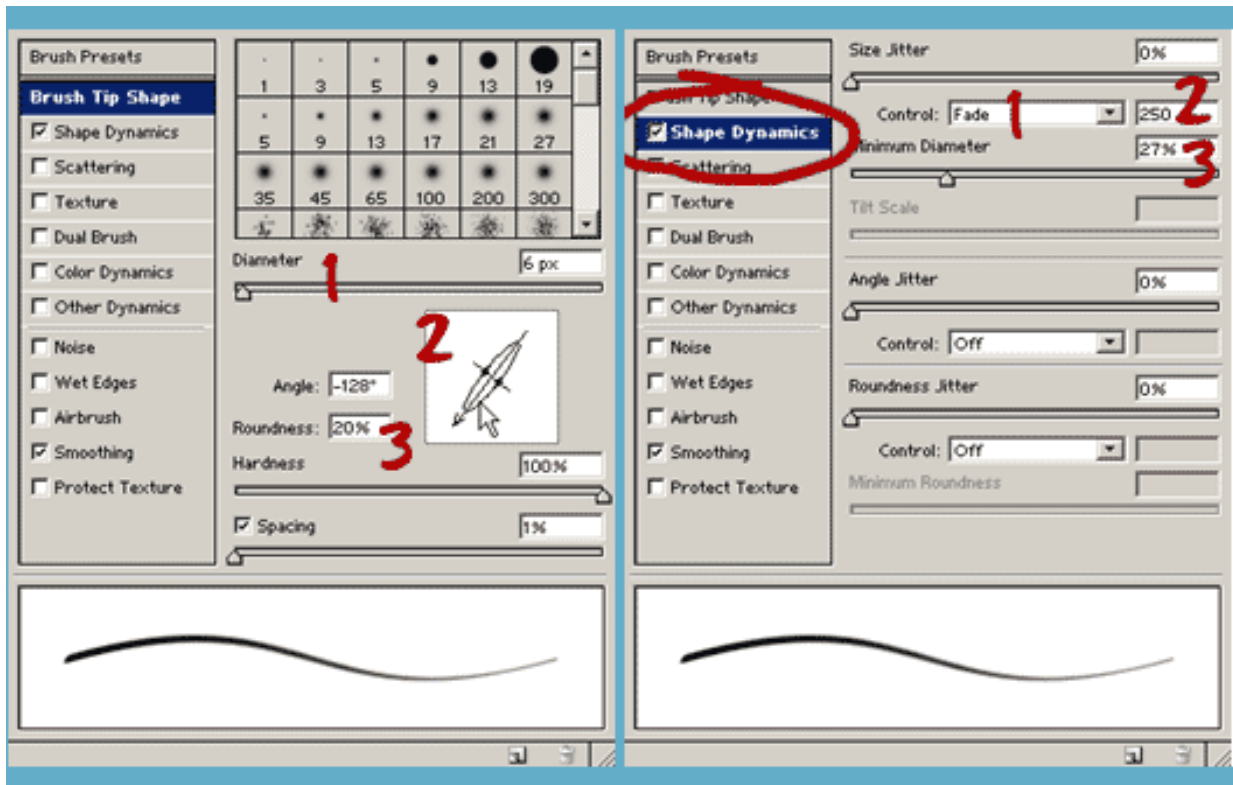 Brush Presets
Brush Tip Shape
Shape Dynamics
Scattering
Texture
Dual Brush
Color Dynamics
Other Dynamics
Noise
Wet Edges
Airbrush
Smoothing
Protect Texture
1 3 5 9 13 19
5 9 13 17 21 27
35 45 65 100 200 300
Diameter 1 6 px
2
Angle: -128°
Roundness: 20% 3
Hardness 100%
Spacing 1%
Brush Presets
Brush Tip Shape
Shape Dynamics
Scattering
Texture
Dual Brush
Color Dynamics
Other Dynamics
Noise
Wet Edges
Airbrush
Smoothing
Protect Texture
Size Jitter 0%
Control: Fade 1 250 2
Minimum Diameter 27% 3
Tilt Scale
Angle Jitter 0%
Control: Off
Roundness Jitter 0%
Control: Off
Minimum Roundness